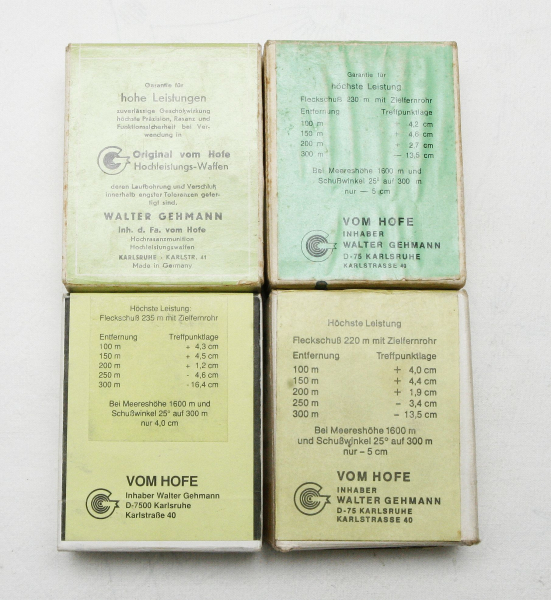 Garantie für
hohe Leistungen
zuverlässige Geschoßwirkung
höchste Präzision, Rasanz und
Funktionssicherheit bei Ver-
wendung in
Original vom Hofe
Hochleistungs-Waffen
deren Laufbohrung und Verschluß
innerhalb engster Toleranzen gefer-
tigt sind.
WALTER GEHMANN
Inh. d. Fa. vom Hofe
Hochrasanzmunition
Hochleistungswaffen
KARLSRUHE - KARLSTR. 41
Made in Germany
Garantie für
höchste Leistung
Fleckschuß 220 m mit Zielfernrohr
Entfernung Treffpunktlage
100 m + 4,2 cm
150 m + 4,6 cm
200 m + 2,7 cm
300 m — 13,5 cm
Bei Meereshöhe 1600 m und
Schußwinkel 25° auf 300 m
nur — 5 cm
VOM HOFE
INHABER
WALTER GEHMANN
D-75 KARLSRUHE
KARLSTRASSE 40
Höchste Leistung:
Fleckschuß 235 m mit Zielfernrohr
Entfernung Treffpunktlage
100 m + 4,3 cm
150 m + 4,5 cm
200 m + 1,2 cm
250 m - 4,6 cm
300 m - 16,4 cm
Bei Meereshöhe 1600 m und
Schußwinkel 25° auf 300 m
nur 4,0 cm
VOM HOFE
Inhaber Walter Gehmann
D-7500 Karlsruhe
Karlstraße 40
Höchste Leistung
Fleckschuß 220 m mit Zielfernrohr
Entfernung Treffpunktlage
100 m + 4,0 cm
150 m + 4,4 cm
200 m + 1,9 cm
250 m – 3,4 cm
300 m – 13,5 cm
Bei Meereshöhe 1600 m
und Schußwinkel 25° auf 300 m
nur – 5 cm
VOM HOFE
INHABER
WALTER GEHMANN
D-75 KARLSRUHE
KARLSTRASSE 40